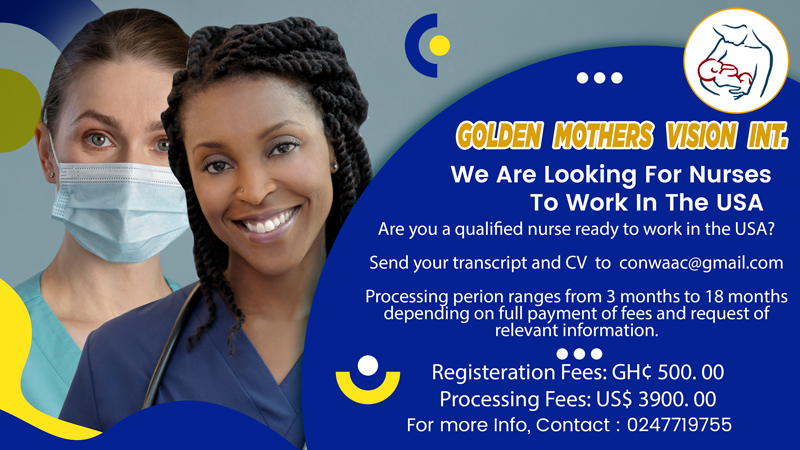 GOLDEN MOTHERS VISION INT.
We Are Looking For Nurses
To Work In The USA
Are you a qualified nurse ready to work in the USA?
Send your transcript and CV to conwaac@gmail.com
Processing perion ranges from 3 months to 18 months
depending on full payment of fees and request of
relevant information.
Registeration Fees: GH¢ 500. 00
Processing Fees: US$ 3900. 00
For more Info, Contact : 0247719755